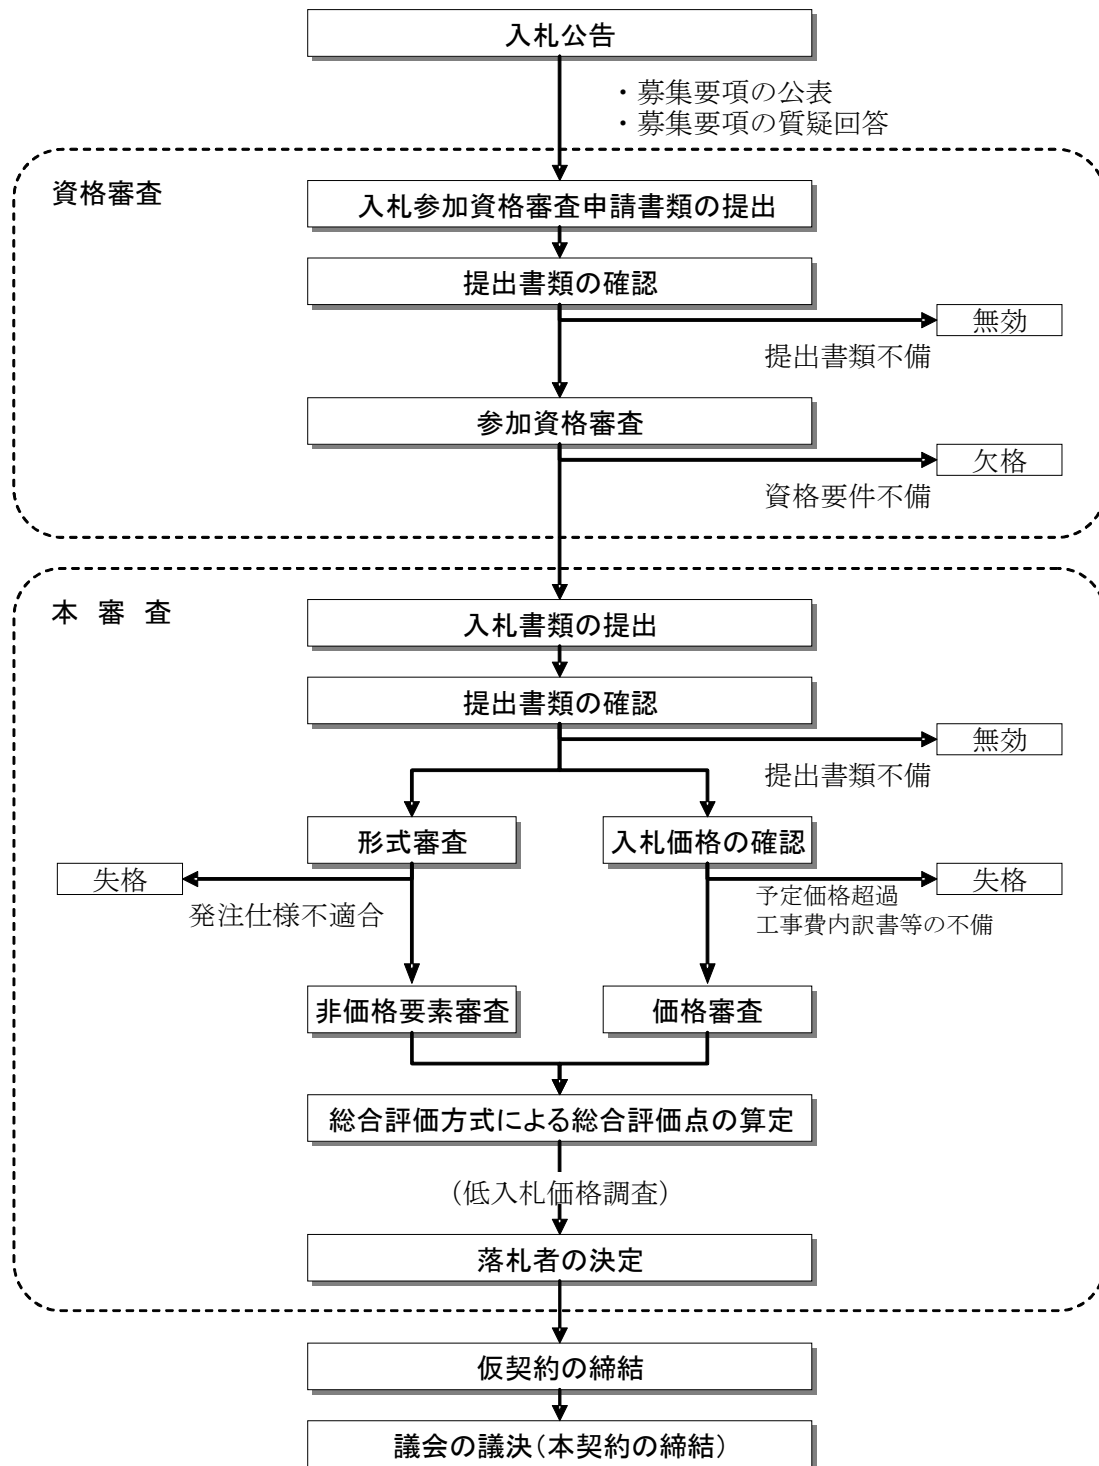 入札公告
・募集要項の公表
・募集要項の質疑回答
資格審査
入札参加資格審査申請書類の提出
提出書類の確認
無効
提出書類不備
参加資格審査
欠格
資格要件不備
本 審 査
入札書類の提出
提出書類の確認
無効
提出書類不備
形式審査
入札価格の確認
失格
発注仕様不適合
失格
予定価格超過
工事費内訳書等の不備
非価格要素審査
価格審査
総合評価方式による総合評価点の算定
（低入札価格調査）
落札者の決定
仮契約の締結
議会の議決（本契約の締結）